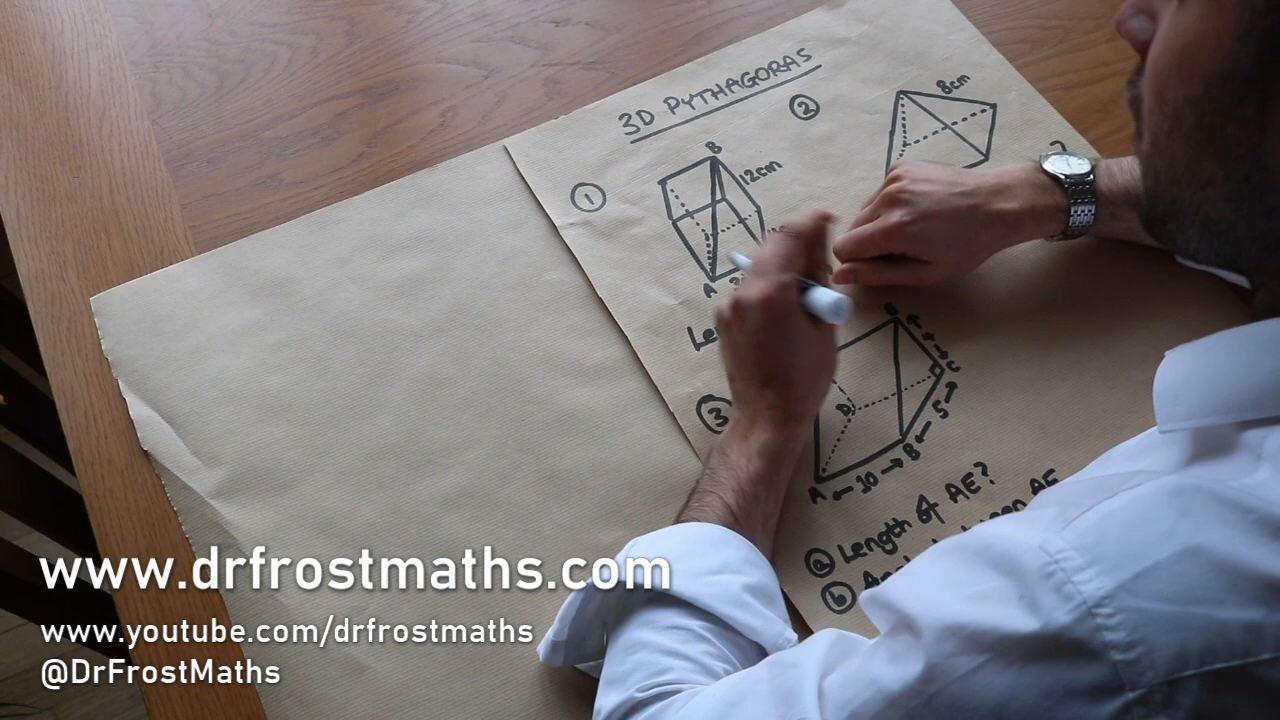 3D PYTHAGORAS
1
B
12cm
A
2
8cm
3
C
D
5
B
A
10
a Length of AE?
b
AE
www.drfrostmaths.com
www.youtube.com/drfrostmaths
@DrFrostMaths